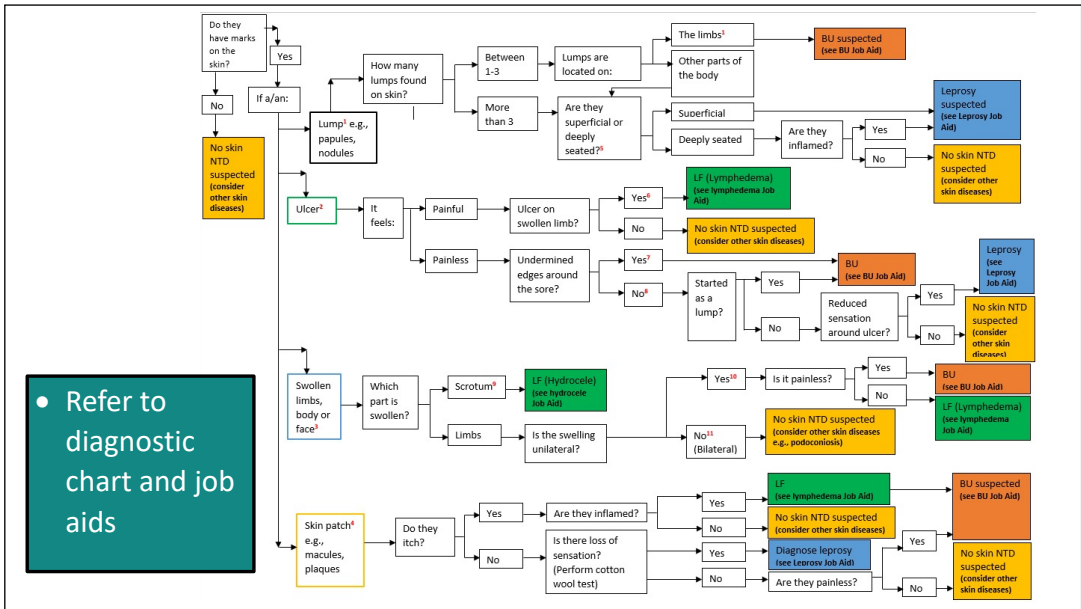 Do they
have marks
on the
skin?
Yes
No
If a/an:
No skin
NTD
suspected
(consider
other skin
diseases)
Lump1 e.g.,
papules,
nodules
How many
lumps found
on skin?
Between
1-3
Lumps are
located on:
The limbs1
BU suspected
(see BU Job Aid)
Other parts of
the body
More
than 3
Are they
superficial or
deeply
seated?5
Superficial
Leprosy
suspected
(see Leprosy Job
Aid)
Deeply seated
Are they
inflamed?
Yes
No
No skin NTD
suspected
(consider other
skin diseases)
Ulcer2
It
feels:
Painful
Ulcer on
swollen limb?
Yes6
LF (Lymphedema)
(see lymphedema Job
Aid)
No
No skin NTD suspected
(consider other skin diseases)
Painless
Undermined
edges around
the sore?
Yes7
BU
(see BU Job Aid)
No8
Started
as a
lump?
Yes
No
Reduced
sensation
around ulcer?
Yes
Leprosy
(see
Leprosy
Job Aid)
No
No skin NTD
suspected
(consider
other skin
diseases)
Swollen
limbs,
body or
face3
Which
part is
swollen?
Scrotum9
LF (Hydrocele)
(see hydrocele
Job Aid)
Limbs
Is the swelling
unilateral?
Yes10
Is it painless?
Yes
BU
(see BU Job Aid)
No
LF (Lymphedema)
(see lymphedema
Job Aid)
No11
(Bilateral)
No skin NTD suspected
(consider other skin diseases
e.g., podoconiosis)
Skin patch4
e.g.,
macules,
plaques
Do they
itch?
Yes
Are they inflamed?
Yes
LF
(see lymphedema Job Aid)
BU suspected
(see BU Job Aid)
No
No skin NTD suspected
(consider other skin diseases)
No
Is there loss of
sensation?
(Perform cotton
wool test)
Yes
Diagnose leprosy
(see Leprosy Job Aid)
No
Are they painless?
Yes
No
No skin NTD
suspected
(consider other
skin diseases)
• Refer to
diagnostic
chart and job
aids